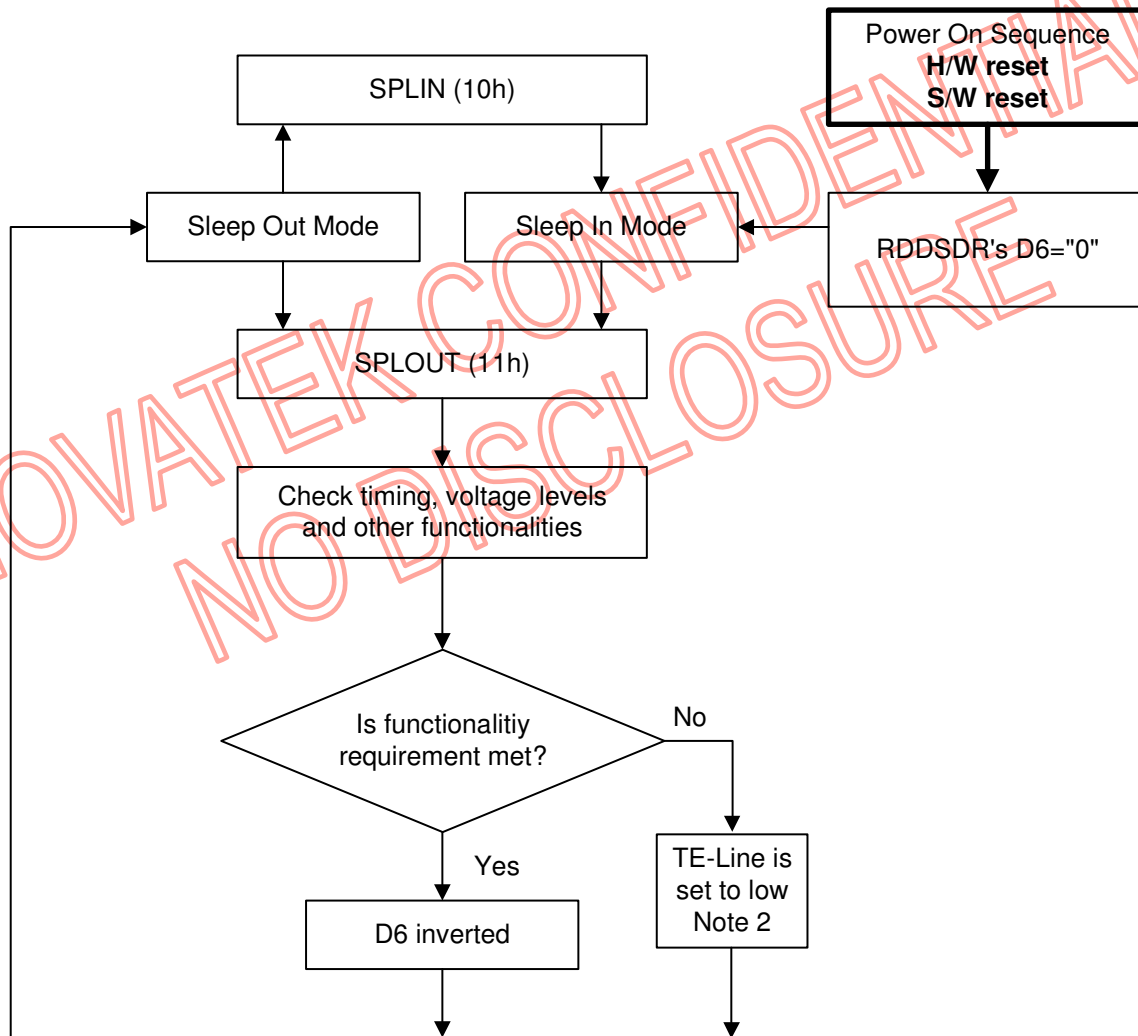 Power On Sequence
H/W reset
S/W reset
SPLIN (10h)
Sleep Out Mode
Sleep In Mode
RDDSDR's D6="0"
SPLOUT (11h)
Check timing, voltage levels
and other functionalities
Is functionalitiy
requirement met?
No
Yes
TE-Line is
set to low
Note 2
D6 inverted
NOVATEK CONFIDENTIAL
NO DISCLOSURE